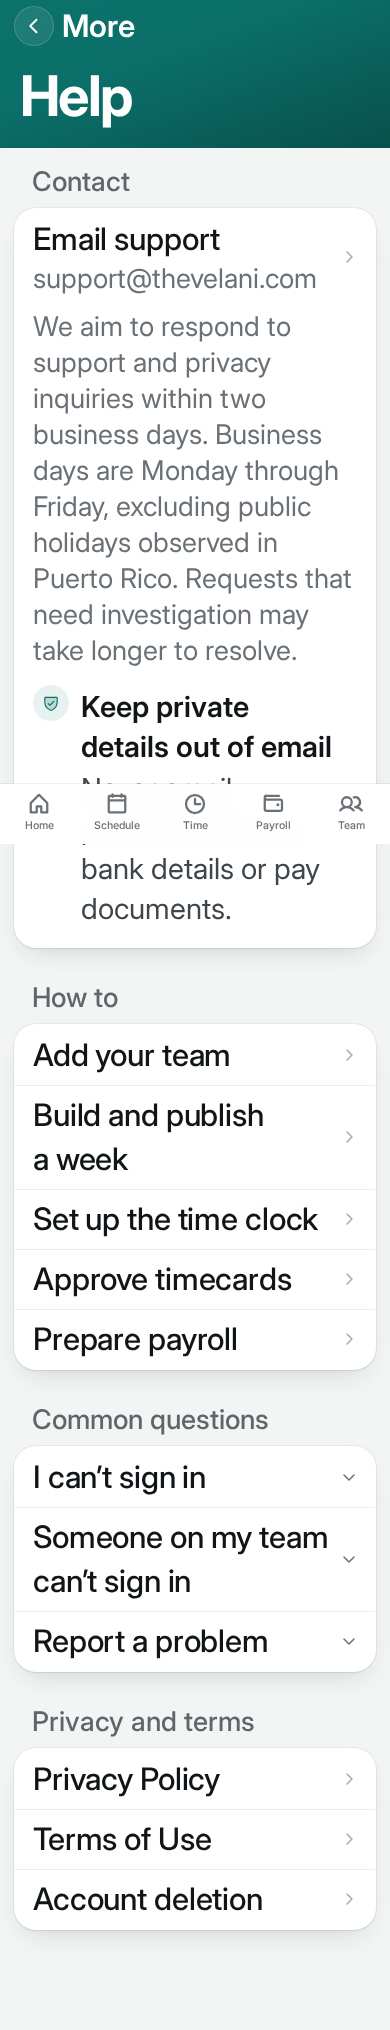 More
Help
Contact
Email support
support@thevelani.com
We aim to respond to
support and privacy
inquiries within two
business days. Business
days are Monday through
Friday, excluding public
holidays observed in
Puerto Rico. Requests that
need investigation may
take longer to resolve.
Keep private
details out of email
Home
Schedule
Time
Payroll
Team
bank details or pay
documents.
How to
Add your team
Build and publish
a week
Set up the time clock
Approve timecards
Prepare payroll
Common questions
I can’t sign in
Someone on my team
can’t sign in
Report a problem
Privacy and terms
Privacy Policy
Terms of Use
Account deletion